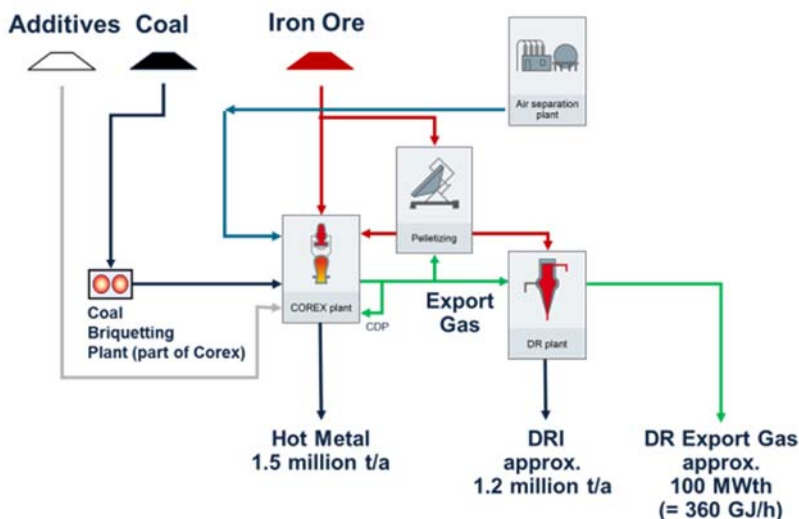 Additives
Coal
Iron Ore
Air separation
plant
Pelletizing
COREX plant
Coal
Briquetting
Plant (part of Corex)
CDP
Export
Gas
DR plant
Hot Metal
1.5 million t/a
DRI
approx.
1.2 million t/a
DR Export Gas
approx.
100 MWth
(= 360 GJ/h)